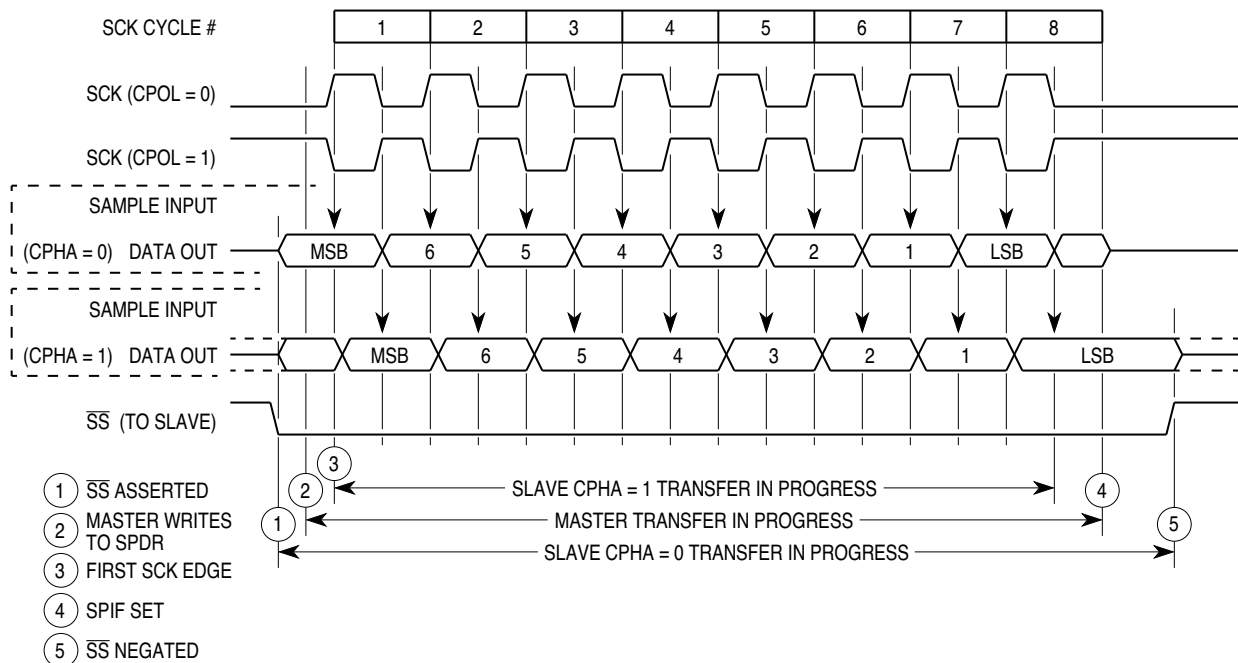 SCK CYCLE # 1 2 3 4 5 6 7 8
SCK (CPOL = 0)
SCK (CPOL = 1)
SAMPLE INPUT
(CPHA = 0) DATA OUT MSB 6 5 4 3 2 1 LSB
SAMPLE INPUT
(CPHA = 1) DATA OUT MSB 6 5 4 3 2 1 LSB
SS (TO SLAVE)
3 SLAVE CPHA = 1 TRANSFER IN PROGRESS
2 MASTER TRANSFER IN PROGRESS 4
1 SLAVE CPHA = 0 TRANSFER IN PROGRESS 5
1 SS ASSERTED
2 MASTER WRITES
TO SPDR
3 FIRST SCK EDGE
4 SPIF SET
5 SS NEGATED